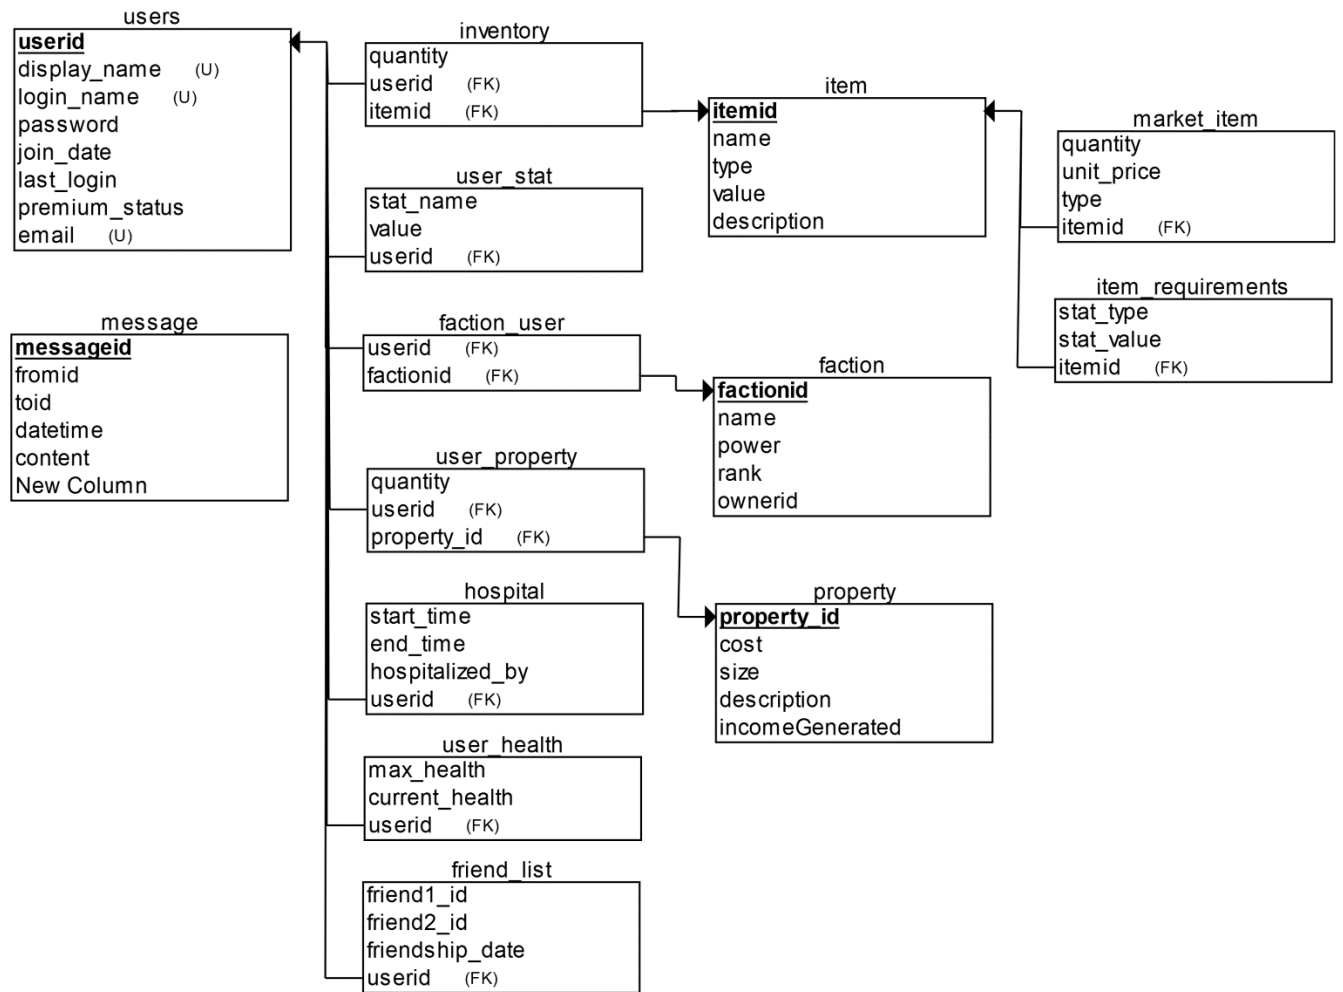 users
userid
display_name (U)
login_name (U)
password
join_date
last_login
premium_status
email (U)
message
messageid
fromid
toid
datetime
content
New Column
inventory
quantity
userid (FK)
itemid (FK)
user_stat
stat_name
value
userid (FK)
faction_user
userid (FK)
factionid (FK)
user_property
quantity
userid (FK)
property_id (FK)
hospital
start_time
end_time
hospitalized_by
userid (FK)
user_health
max_health
current_health
userid (FK)
friend_list
friend1_id
friend2_id
friendship_date
userid (FK)
item
itemid
name
type
value
description
faction
factionid
name
power
rank
ownerid
property
property_id
cost
size
description
incomeGenerated
market_item
quantity
unit_price
type
itemid (FK)
item_requirements
stat_type
stat_value
itemid (FK)